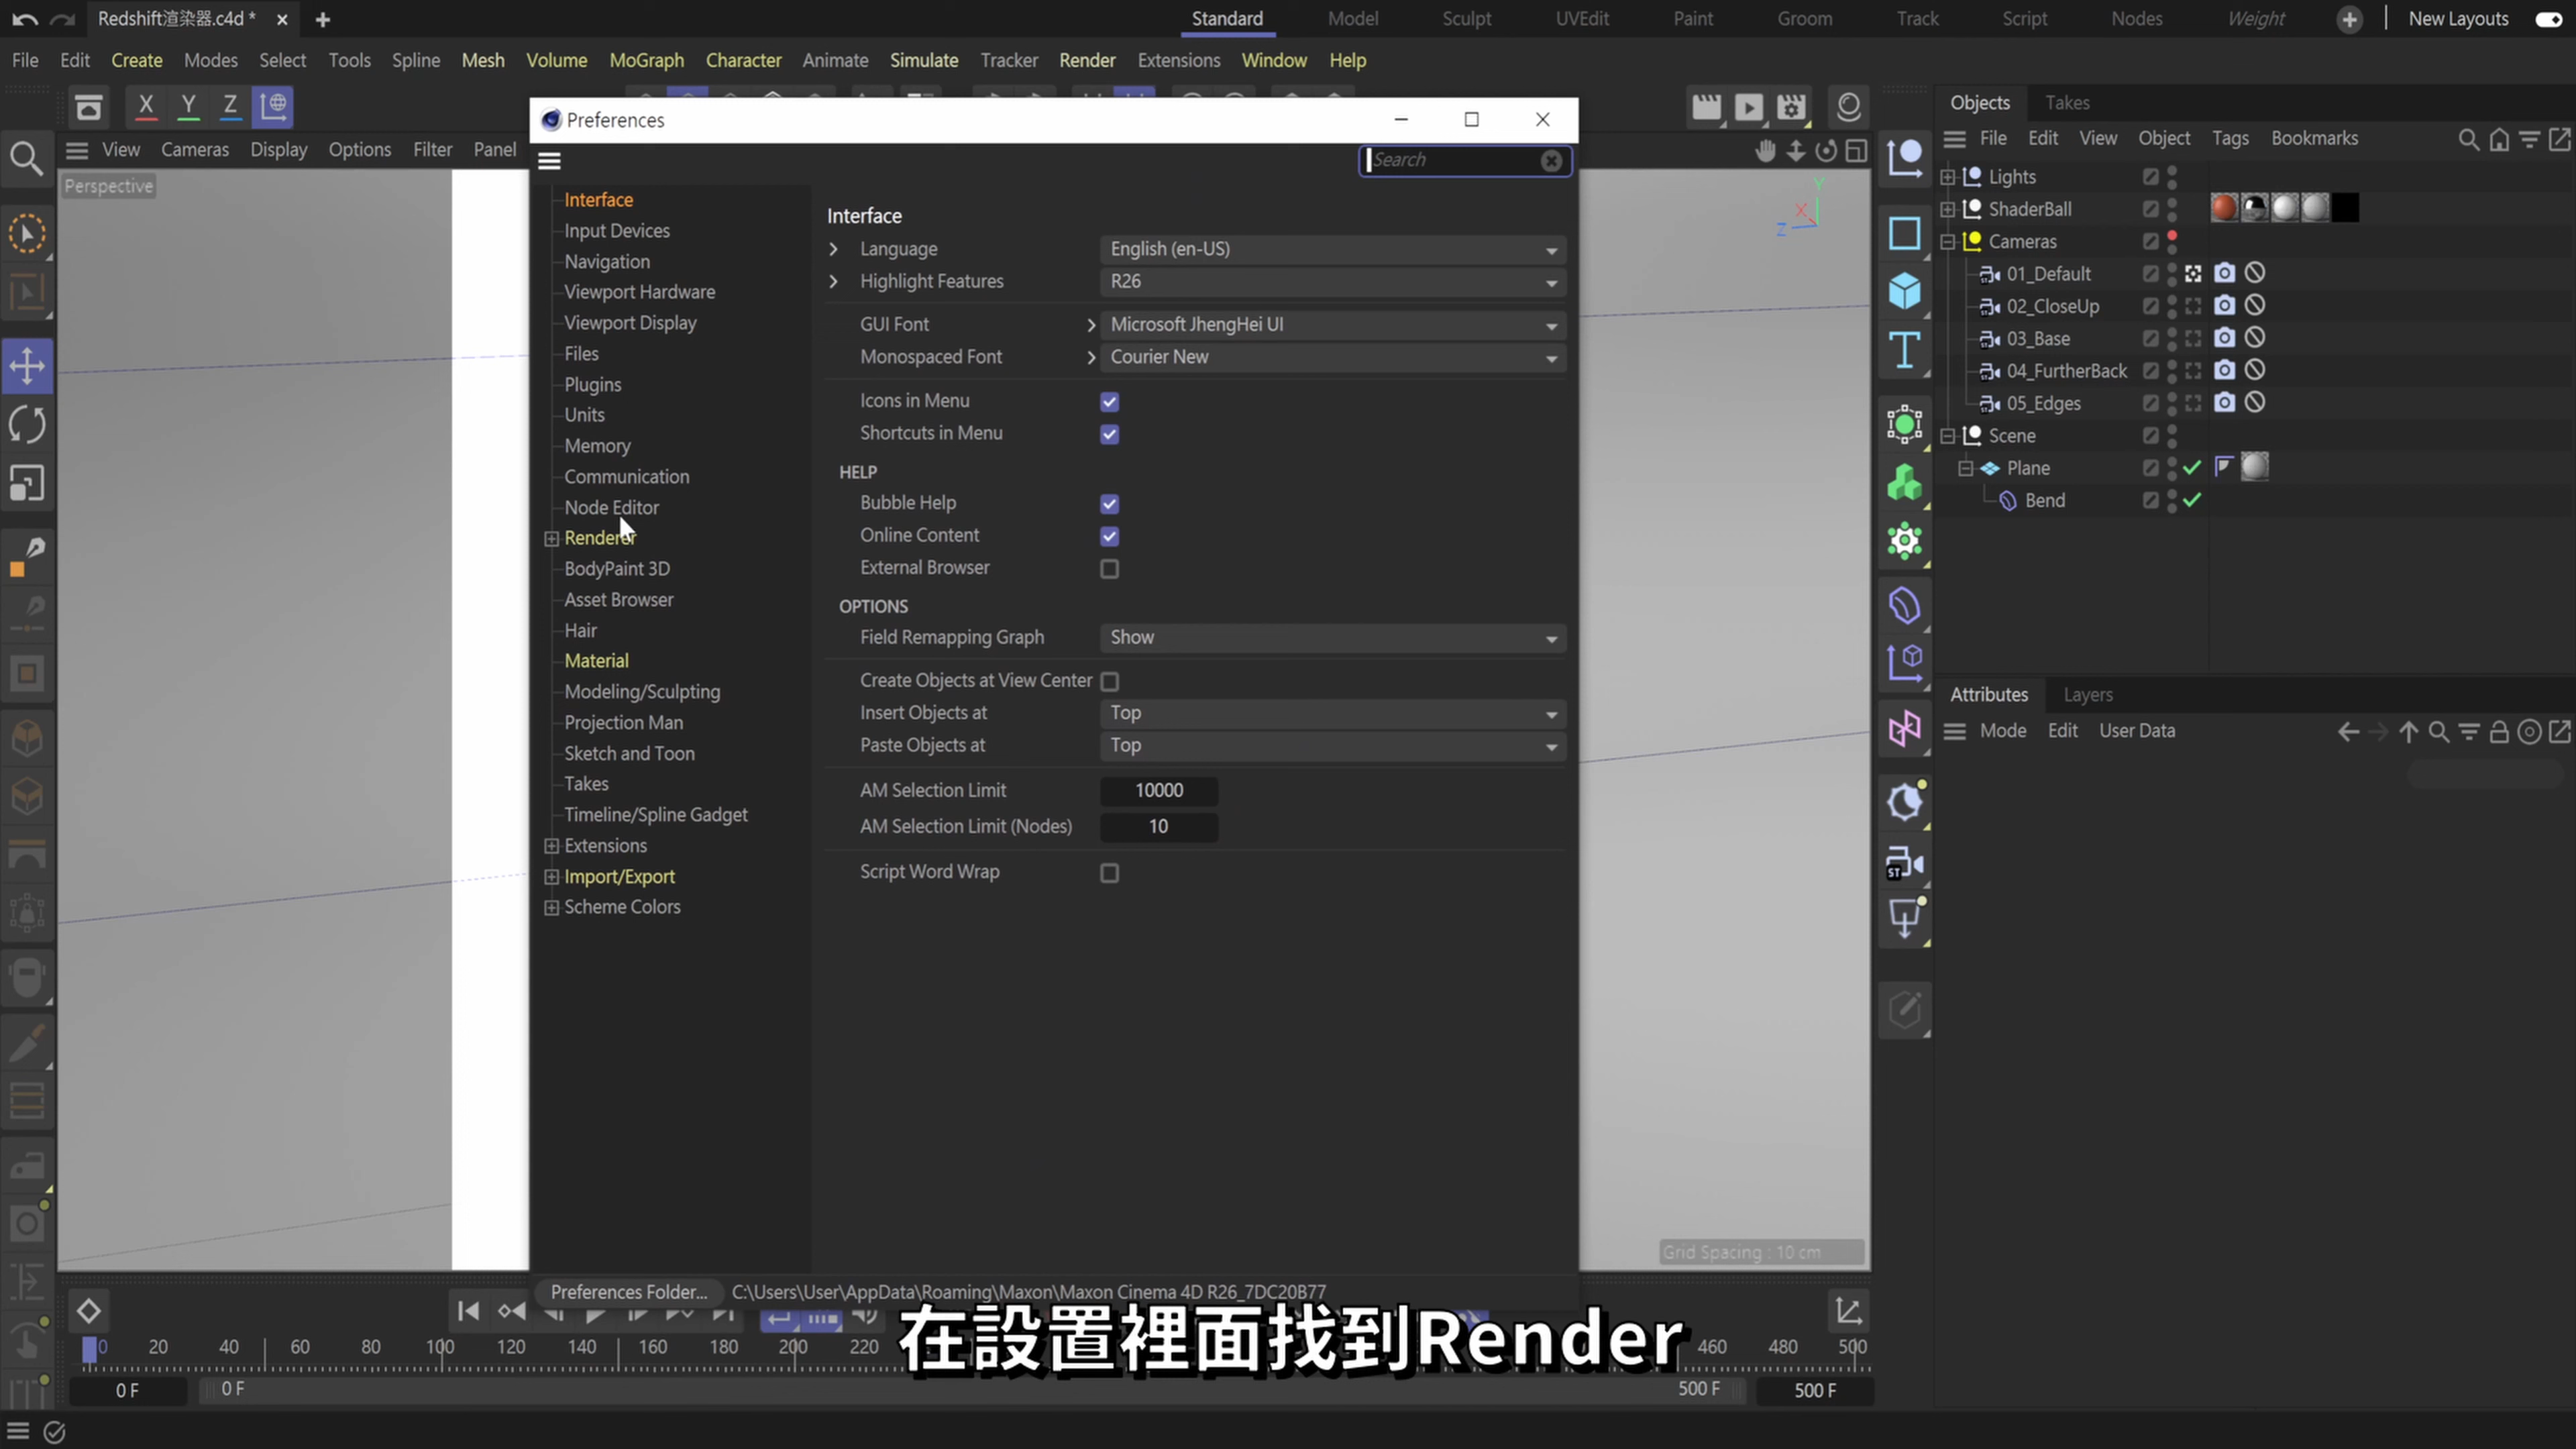 Redshift渲染器.c4d *
Standard
Model
Sculpt
UVEdit
Paint
Groom
Track
Script
Nodes
Weight
New Layouts
File Edit Create Modes Select Tools Spline Mesh Volume MoGraph Character Animate Simulate Tracker Render Extensions Window Help
X Y Z
View Cameras Display Options Filter Panel
Perspective
Preferences
Search
Interface
Input Devices
Navigation
Viewport Hardware
Viewport Display
Files
Plugins
Units
Memory
Communication
Node Editor
Renderer
BodyPaint 3D
Asset Browser
Hair
Material
Modeling/Sculpting
Projection Man
Sketch and Toon
Takes
Timeline/Spline Gadget
Extensions
Import/Export
Scheme Colors
Interface
Language English (en-US)
Highlight Features R26
GUI Font Microsoft JhengHei UI
Monospaced Font Courier New
Icons in Menu
Shortcuts in Menu
HELP
Bubble Help
Online Content
External Browser
OPTIONS
Field Remapping Graph Show
Create Objects at View Center
Insert Objects at Top
Paste Objects at Top
AM Selection Limit 10000
AM Selection Limit (Nodes) 10
Script Word Wrap
Preferences Folder... C:\Users\User\AppData\Roaming\Maxon\Maxon Cinema 4D R26_7DC20B77
Y
X
Z
Grid Spacing : 10 cm
Objects Takes
File Edit View Object Tags Bookmarks
Lights
ShaderBall
Cameras
01_Default
02_CloseUp
03_Base
04_FurtherBack
05_Edges
Scene
Plane
Bend
Attributes Layers
Mode Edit User Data
ST
0 20 40 60 80 100 120 140 160 180 200 220 460 480 500
0 F 0 F 500 F 500 F
在設置裡面找到Render